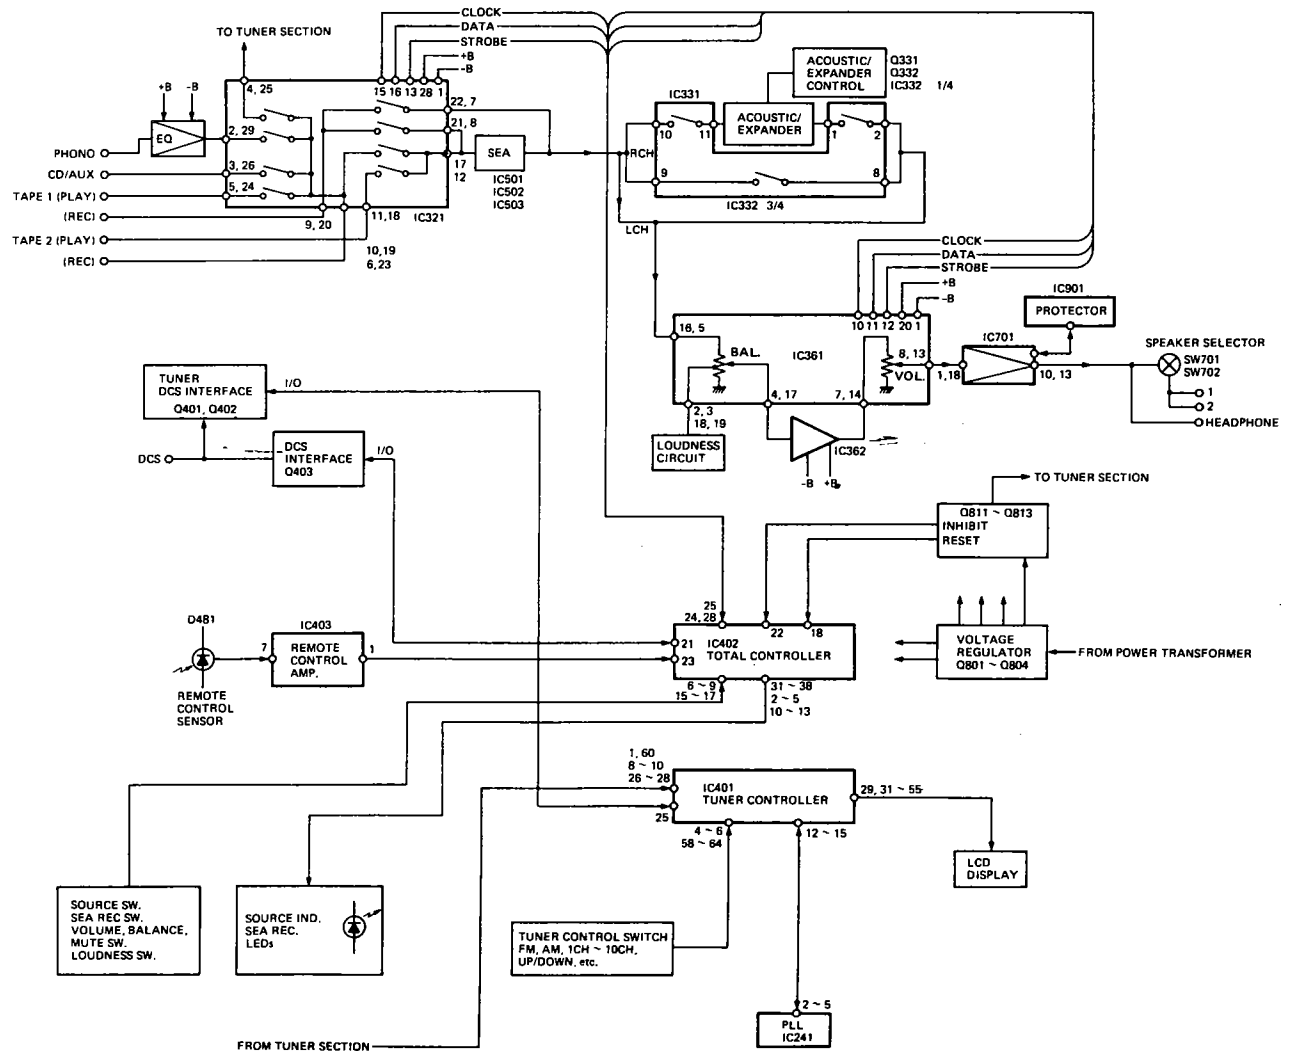 CLOCK
DATA
STROBE
+B
-B
TO TUNER SECTION
15 16 13 28 1
4, 25
22, 7
21, 8
+B -B
EQ
2, 29
PHONO
3, 26
CD/AUX
5, 24
TAPE 1 (PLAY)
(REC)
9, 20
11, 18
IC321
TAPE 2 (PLAY)
10, 19
6, 23
(REC)
17
12
SEA
IC501
IC502
IC503
ACOUSTIC/
EXPANDER
CONTROL
Q331
Q332
IC332 1/4
IC331
10
11
ACOUSTIC/
EXPANDER
1
2
RCH
9
8
IC332 3/4
LCH
CLOCK
DATA
STROBE
+B
-B
10 11 12 20 1
16, 5
BAL.
IC361
8, 13
VOL.
4, 17
7, 14
2, 3
18, 19
LOUDNESS
CIRCUIT
IC362
-B +B
IC901
PROTECTOR
IC701
1, 18
10, 13
SPEAKER SELECTOR
SW701
SW702
1
2
HEADPHONE
TUNER
DCS INTERFACE
Q401, Q402
I/O
DCS
DCS
INTERFACE
Q403
I/O
TO TUNER SECTION
Q811 ~ Q813
INHIBIT
RESET
VOLTAGE
REGULATOR
Q801 ~ Q804
FROM POWER TRANSFORMER
D481
REMOTE
CONTROL
SENSOR
7
IC403
REMOTE
CONTROL
AMP.
1
25
24, 28
22
18
21
23
IC402
TOTAL CONTROLLER
6 ~ 9
15 ~ 17
31 ~ 38
2 ~ 5
10 ~ 13
1, 60
8 ~ 10
26 ~ 28
25
IC401
TUNER CONTROLLER
29, 31 ~ 55
4 ~ 6
58 ~ 64
12 ~ 15
LCD
DISPLAY
SOURCE SW.
SEA REC SW.
VOLUME, BALANCE,
MUTE SW.
LOUDNESS SW.
SOURCE IND.
SEA REC.
LEDs
TUNER CONTROL SWITCH
FM, AM, 1CH ~ 10CH,
UP/DOWN, etc.
2 ~ 5
PLL
IC241
FROM TUNER SECTION